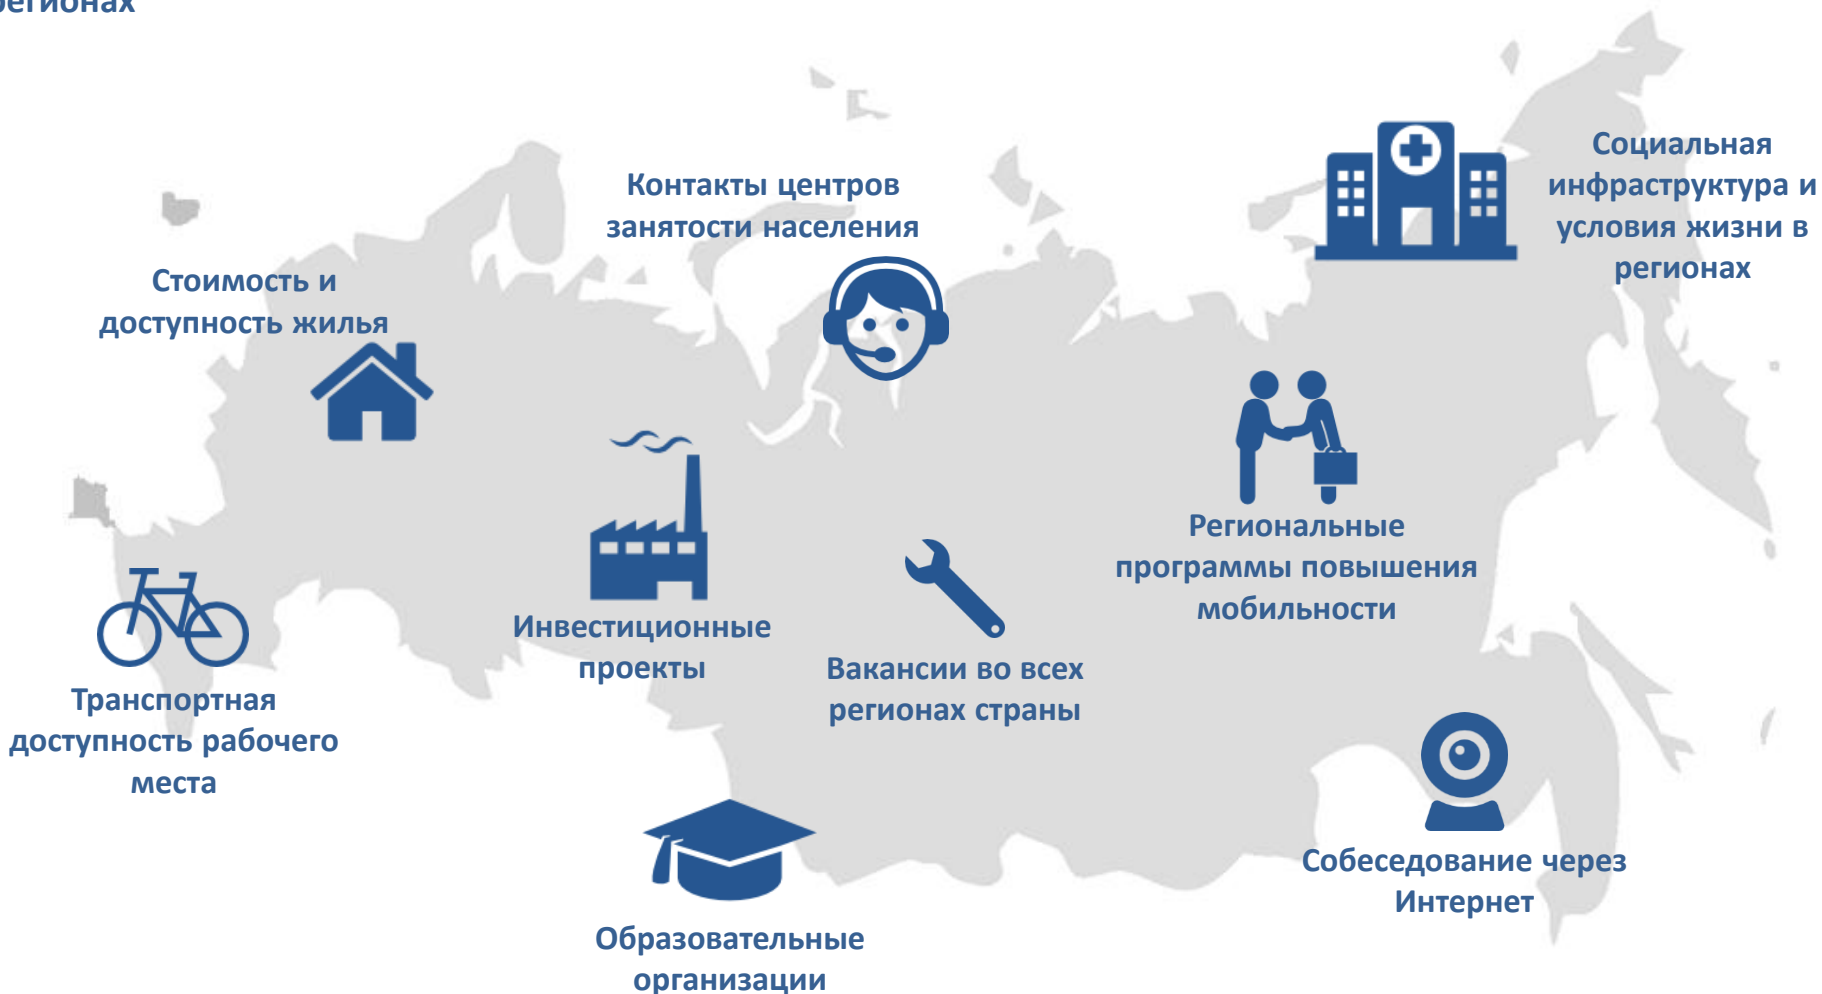 регионах
Контакты центров
занятости населения
Социальная
инфраструктура и
условия жизни в
регионах
Стоимость и
доступность жилья
Региональные
программы повышения
мобильности
Инвестиционные
проекты
Вакансии во всех
регионах страны
Транспортная
доступность рабочего
места
Собеседование через
Интернет
Образовательные
организации